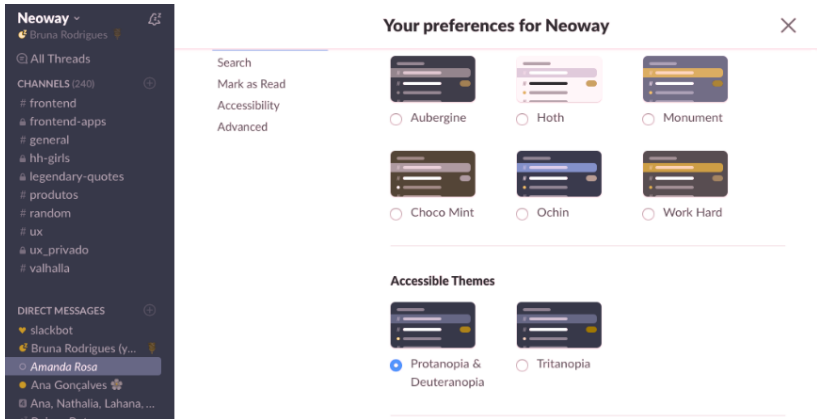 Neoway
Bruna Rodrigues
All Threads
CHANNELS (240)
# frontend
frontend-apps
# general
hh-girls
legendary-quotes
# produtos
# random
# ux
ux_privado
# valhalla
DIRECT MESSAGES
slackbot
Bruna Rodrigues (y...
Amanda Rosa
Ana Gonçalves
Ana, Nathalia, Lahana, ...
Your preferences for Neoway
Search
Mark as Read
Accessibility
Advanced
Aubergine
Hoth
Monument
Choco Mint
Ochin
Work Hard
Accessible Themes
Protanopia &
Deuteranopia
Tritanopia